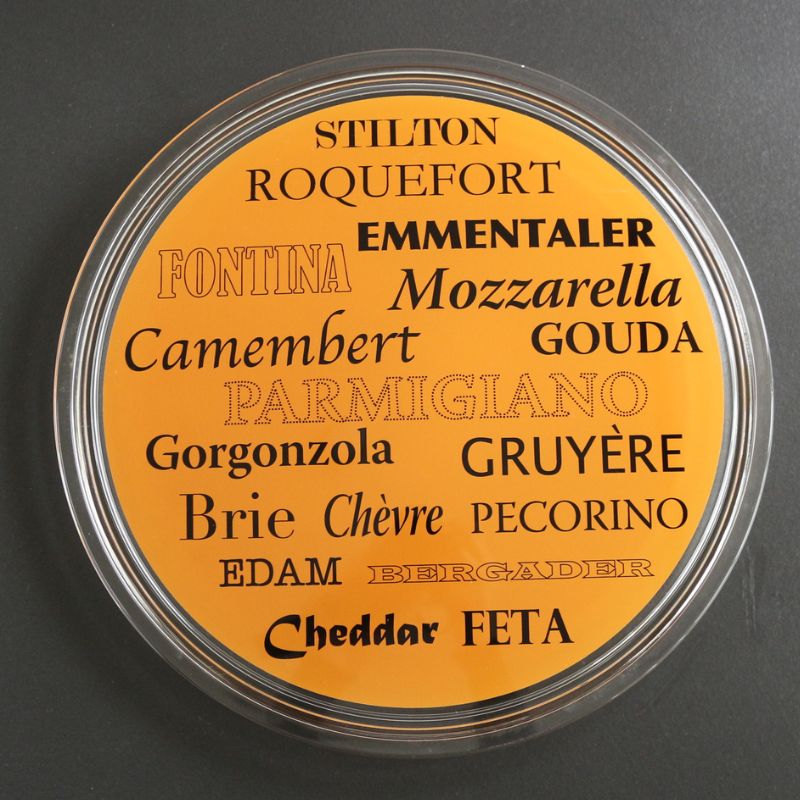 STILTON
ROQUEFORT
EMMENTALER
FONTINA
Mozzarella
Camembert GOUDA
PARMIGIANO
Gorgonzola GRUYÈRE
Brie Chèvre PECORINO
EDAM BERGADER
Cheddar FETA